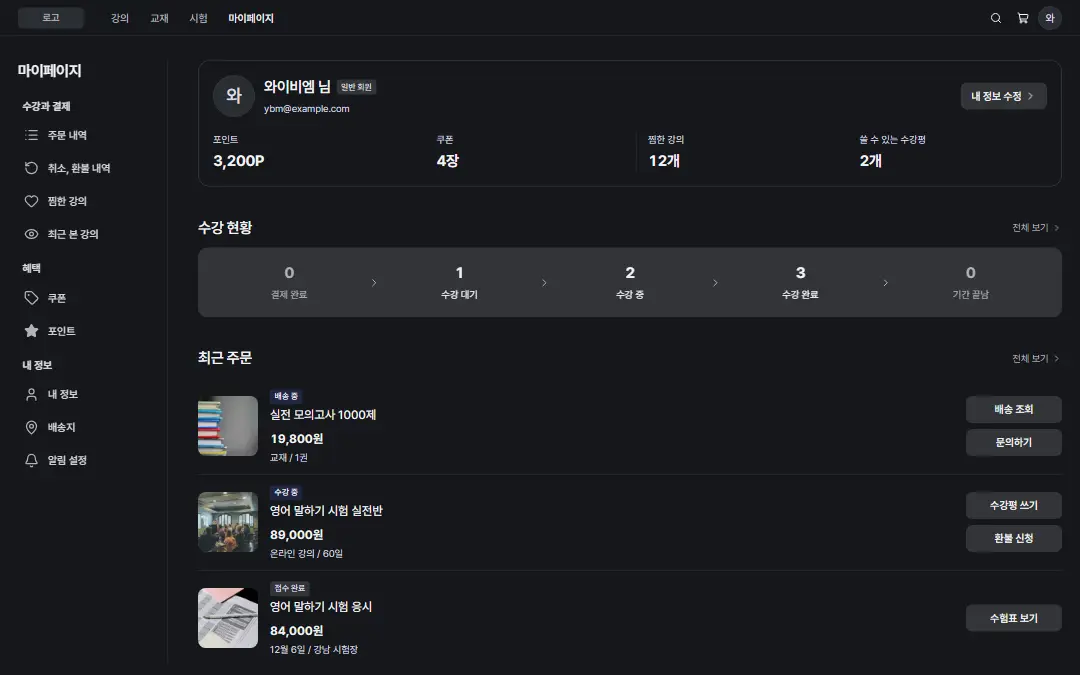 로고 강의 교재 시험 마이페이지 와
마이페이지
수강과 결제
주문 내역
취소, 환불 내역
찜한 강의
최근 본 강의
혜택
쿠폰
포인트
내 정보
내 정보
배송지
알림 설정
와
와이비엠 님 일반 회원
ybm@example.com
내 정보 수정
포인트 쿠폰 찜한 강의 쓸 수 있는 수강평
3,200P 4장 12개 2개
수강 현황 전체 보기
0 1 2 3 0
결제 완료 수강 대기 수강 중 수강 완료 기간 끝남
최근 주문 전체 보기
배송 중
실전 모의고사 1000제
19,800원
교재 / 1권
배송 조회
문의하기
수강 중
영어 말하기 시험 실전반
89,000원
온라인 강의 / 60일
수강평 쓰기
환불 신청
접수 완료
영어 말하기 시험 응시
84,000원
12월 6일 / 강남 시험장
수험표 보기